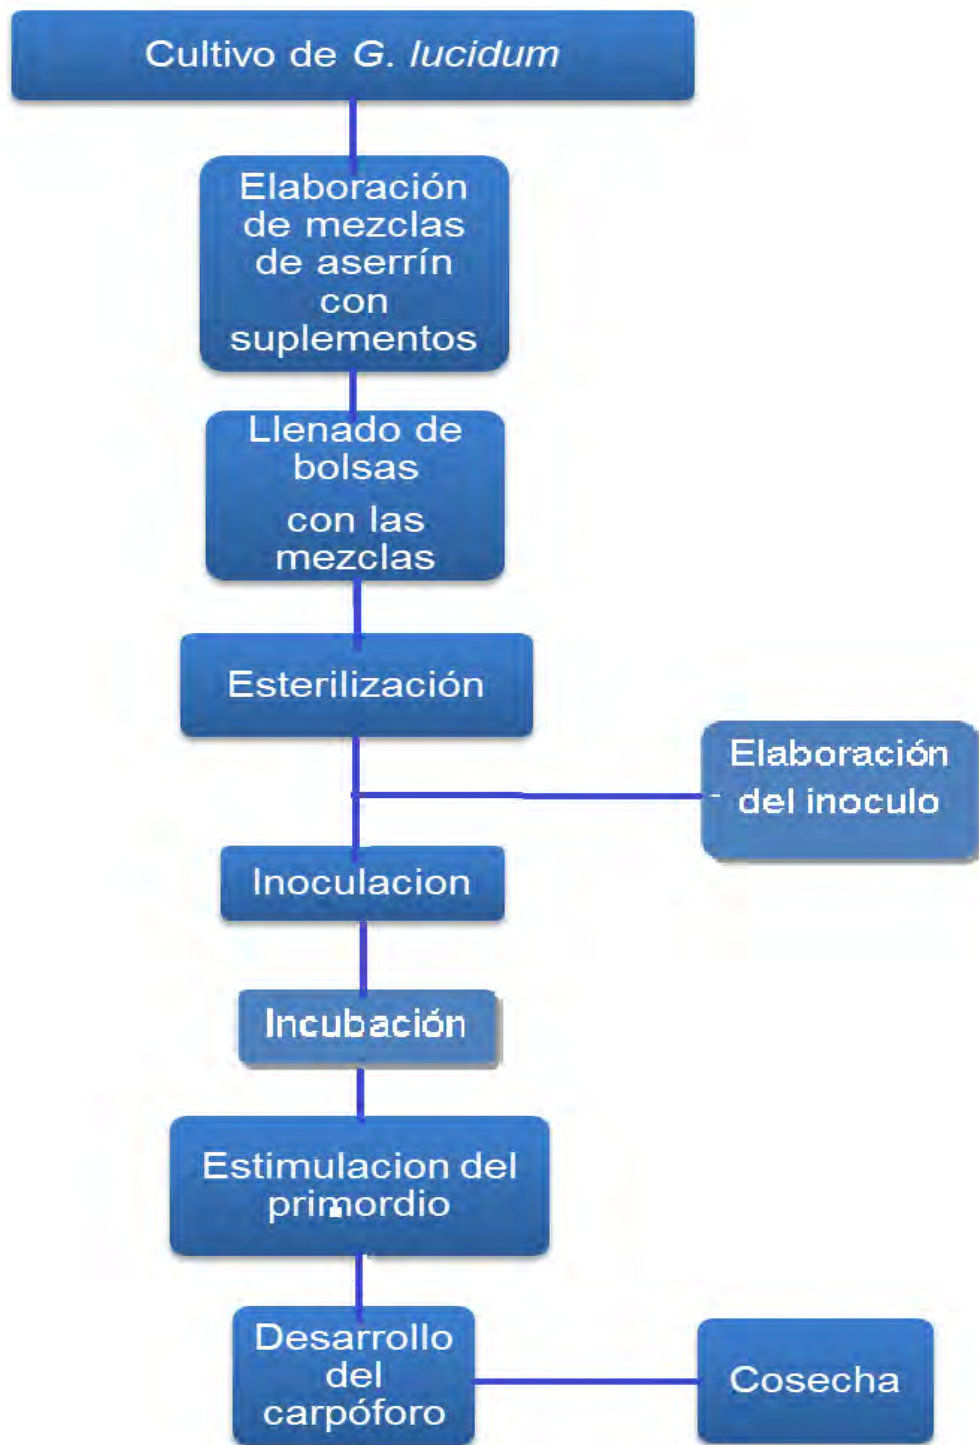 Cultivo de G. lucidum
Elaboración
de mezclas
de aserrín
con
suplementos
Llenado de
bolsas
con las
mezclas
Esterilización
Elaboración
del inoculo
Inoculacion
Incubación
Estimulacion del
primordio
Desarrollo
del
carpóforo
Cosecha